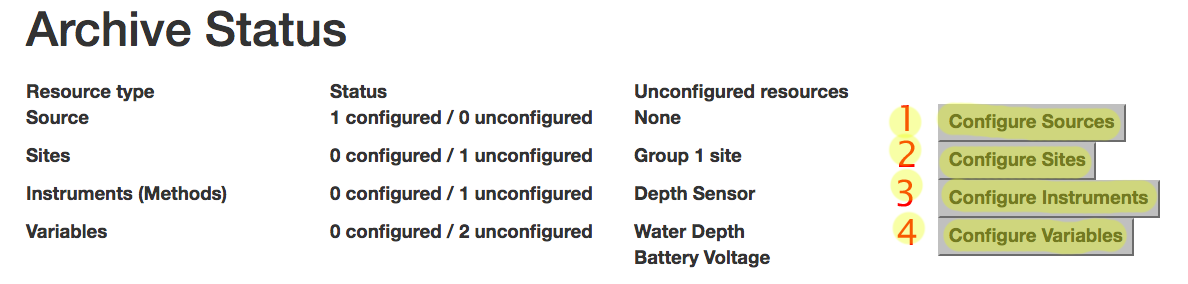 Archive Status
Resource type Status Unconfigured resources
Source 1 configured / 0 unconfigured None 1 Configure Sources
Sites 0 configured / 1 unconfigured Group 1 site 2 Configure Sites
Instruments (Methods) 0 configured / 1 unconfigured Depth Sensor 3 Configure Instruments
Variables 0 configured / 2 unconfigured Water Depth 4 Configure Variables
Battery Voltage